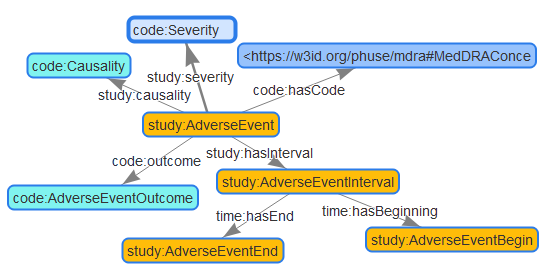 code:Severity
code:Causality
<https://w3id.org/phuse/mdra#MedDRAConce
study:severity
study:causality
code:hasCode
study:AdverseEvent
code:outcome
study:hasInterval
study:AdverseEventInterval
code:AdverseEventOutcome
time:hasEnd
time:hasBeginning
study:AdverseEventEnd
study:AdverseEventBegin